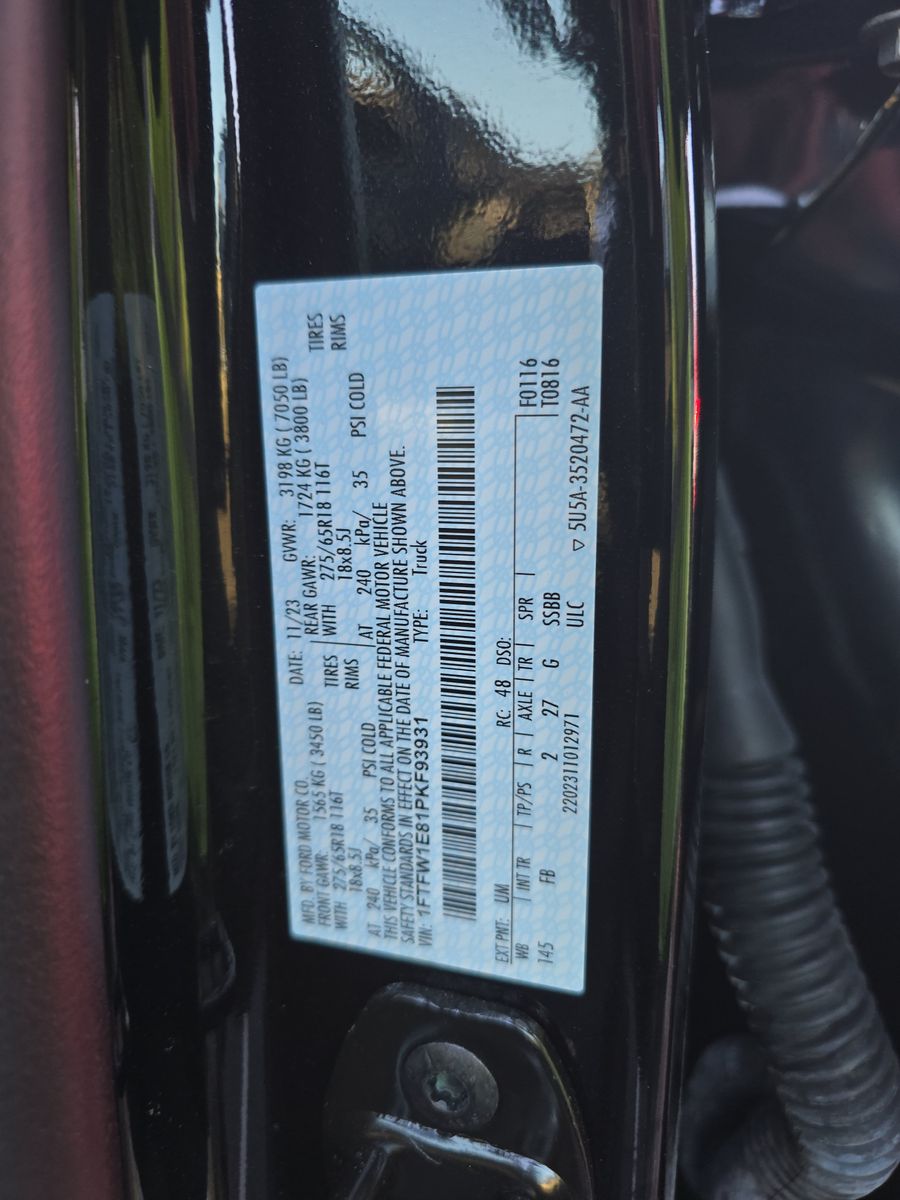 MFD. BY FORD MOTOR CO. DATE: 11/23 GVWR: 3198 KG ( 7050 LB)
FRONT GAWR: 1565 KG ( 3450 LB) REAR GAWR: 1724 KG ( 3800 LB)
WITH 275/65R18 116T TIRES WITH 275/65R18 116T TIRES
18x8.5J RIMS 18x8.5J RIMS
AT 240 kPa/ 35 PSI COLD AT 240 kPa/ 35 PSI COLD
THIS VEHICLE CONFORMS TO ALL APPLICABLE FEDERAL MOTOR VEHICLE
SAFETY STANDARDS IN EFFECT ON THE DATE OF MANUFACTURE SHOWN ABOVE.
VIN: 1FTFW1E81PKF93931 TYPE: Truck
EXT PNT: UM RC: 48 DSO:
WB INT TR TP/PS R AXLE TR SPR F0116
145 FB 2 27 G SSBB T0816
220231101297 1 ULC ▽ 5U5A-3520472-AA